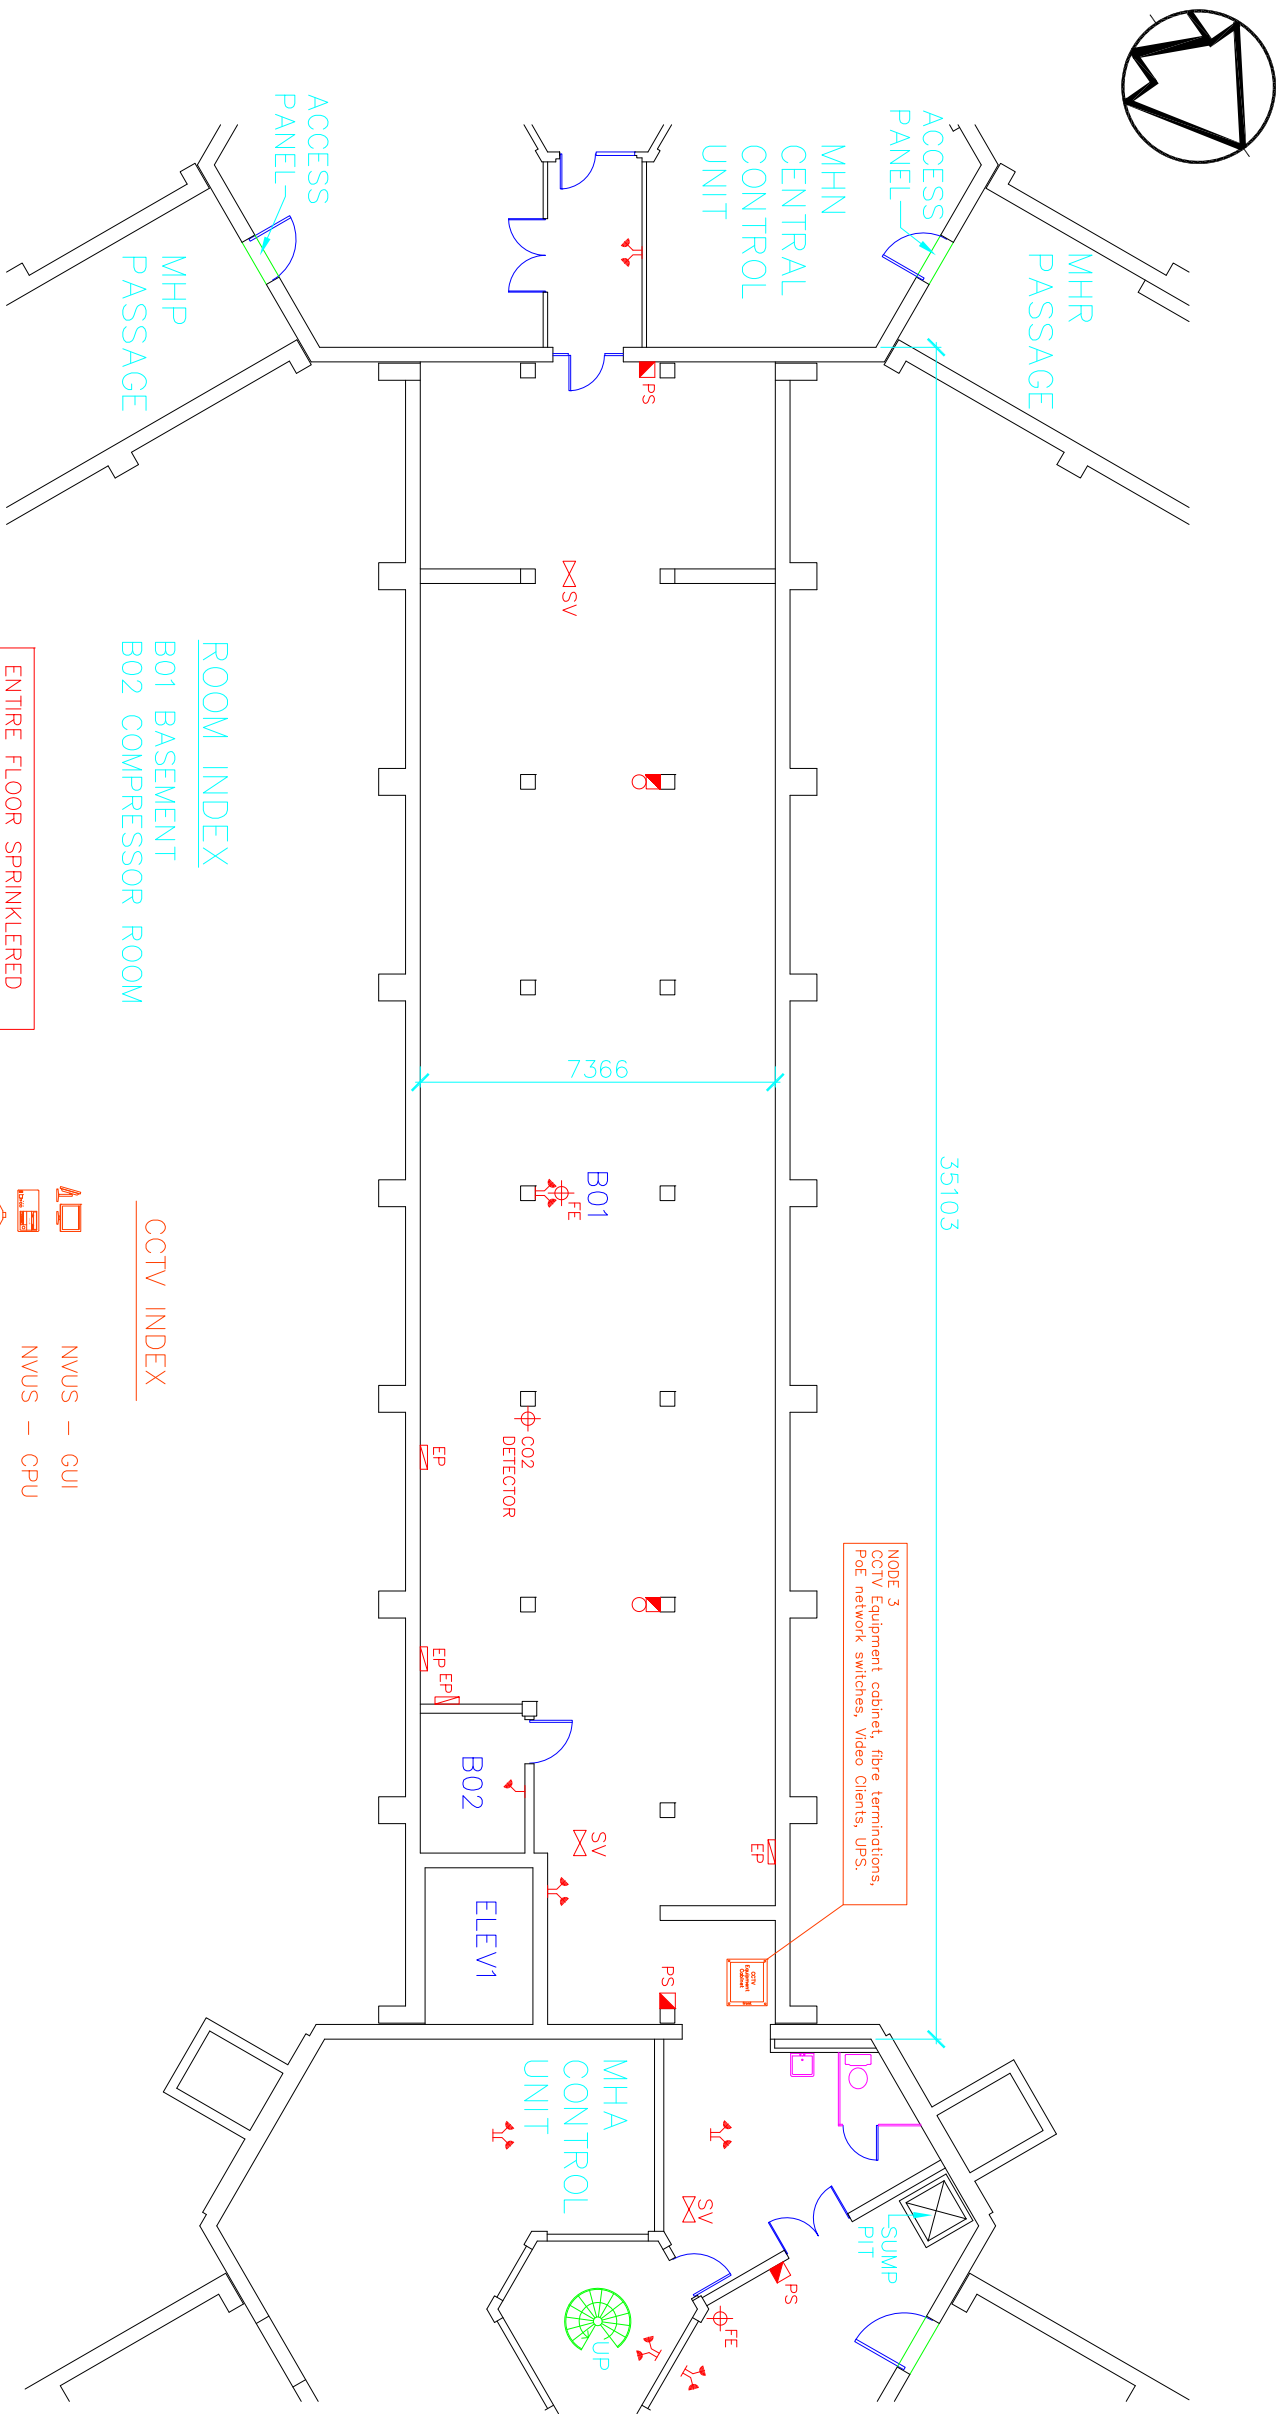 MHR
PASSAGE
ACCESS
PANEL
MHN
CENTRAL
CONTROL
UNIT
ACCESS
PANEL
MHP
PASSAGE
PS
SV
35103
7366
B01
FE
CO2
DETECTOR
EP
EP
EP
B02
SV
EP
NODE 3
CCTV Equipment cabinet, fibre terminations,
PoE network switches, Video Clients, UPS.
CCTV
Equipment
Cabinet
ELEV1
PS
MHA
CONTROL
UNIT
SV
SUMP
PIT
PS
FE
UP
ROOM INDEX
B01 BASEMENT
B02 COMPRESSOR ROOM
ENTIRE FLOOR SPRINKLERED
CCTV INDEX
NVUS - GUI
NVUS - CPU